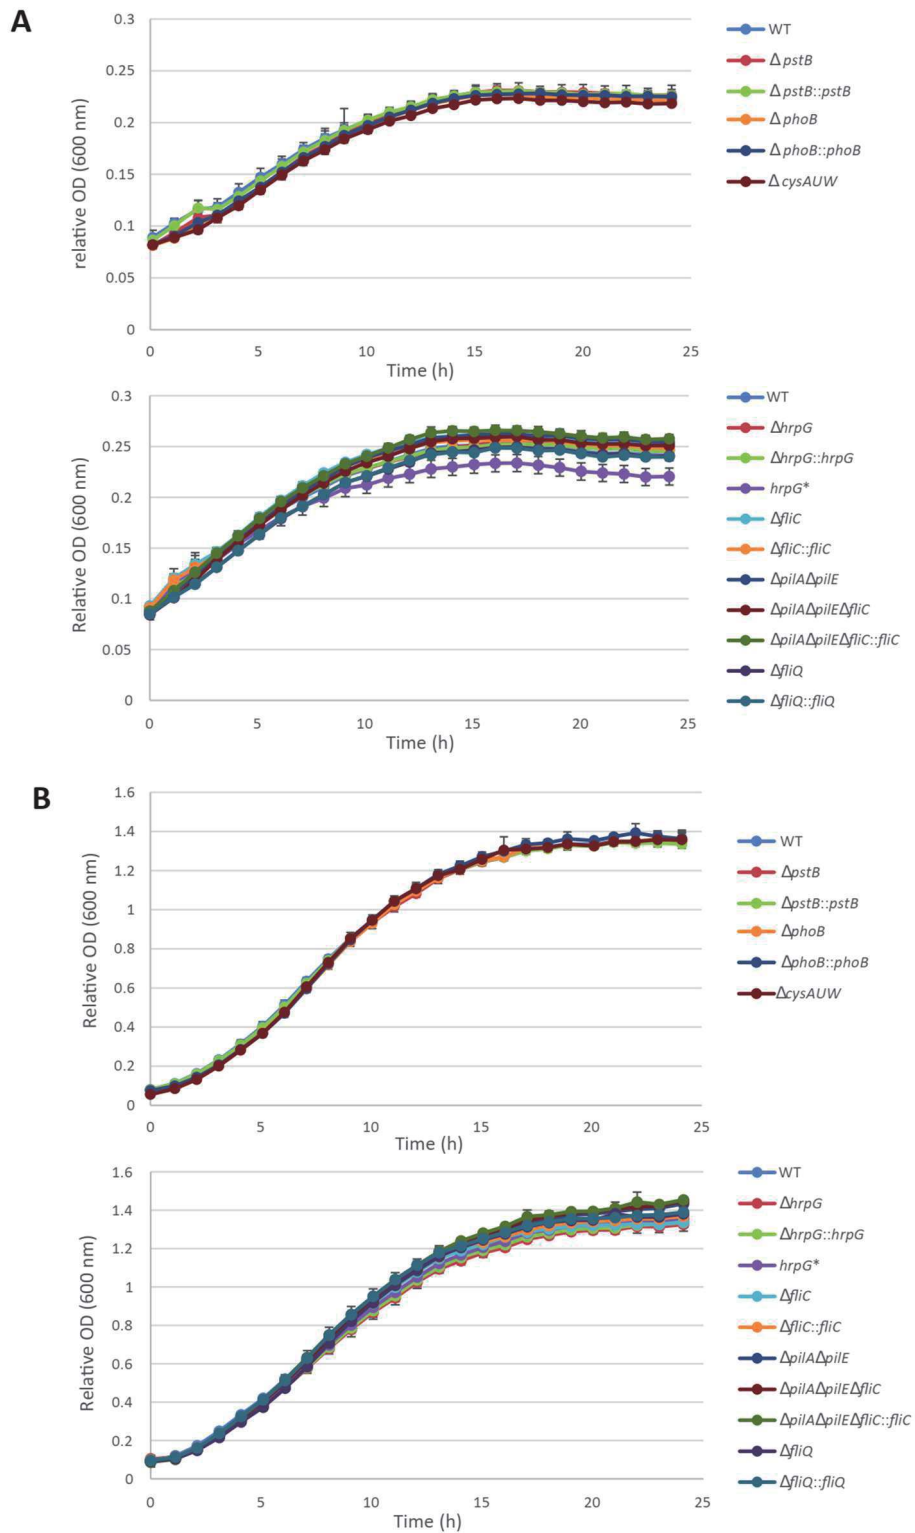 A
0.3
0.25
0.2
0.15
0.1
0.05
0
relative OD (600 nm)
0 5 10 15 20 25
Time (h)
WT
Δ pstB
Δ pstB::pstB
Δ phoB
Δ phoB::phoB
Δ cysAUW
0.3
0.25
0.2
0.15
0.1
0.05
0
Relative OD (600 nm)
0 5 10 15 20 25
Time (h)
WT
ΔhrpG
ΔhrpG::hrpG
hrpG*
ΔfliC
ΔfliC::fliC
ΔpilAΔpilE
ΔpilAΔpilEΔfliC
ΔpilAΔpilEΔfliC::fliC
ΔfliQ
ΔfliQ::fliQ
B
1.6
1.4
1.2
1
0.8
0.6
0.4
0.2
0
Relative OD (600 nm)
0 5 10 15 20 25
Time (h)
WT
ΔpstB
ΔpstB::pstB
ΔphoB
ΔphoB::phoB
ΔcysAUW
1.6
1.4
1.2
1
0.8
0.6
0.4
0.2
0
Relative OD (600 nm)
0 5 10 15 20 25
Time (h)
WT
ΔhrpG
ΔhrpG::hrpG
hrpG*
ΔfliC
ΔfliC::fliC
ΔpilAΔpilE
ΔpilAΔpilEΔfliC
ΔpilAΔpilEΔfliC::fliC
ΔfliQ
ΔfliQ::fliQ